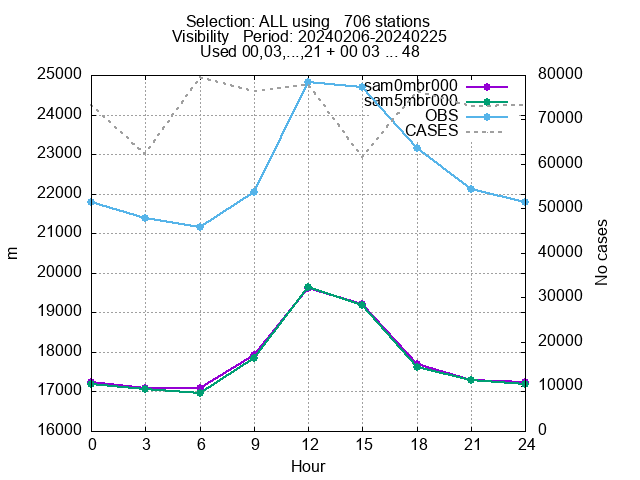 Selection: ALL using   706 stations
Visibility   Period: 20240206-20240225
Used 00,03,...,21 + 00 03 ... 48
25000
24000
23000
22000
21000
20000
19000
18000
17000
16000
m
80000
70000
60000
50000
40000
30000
20000
10000
0
No cases
sam0mbr000
sam5mbr000
OBS
CASES
0 3 6 9 12 15 18 21 24
Hour